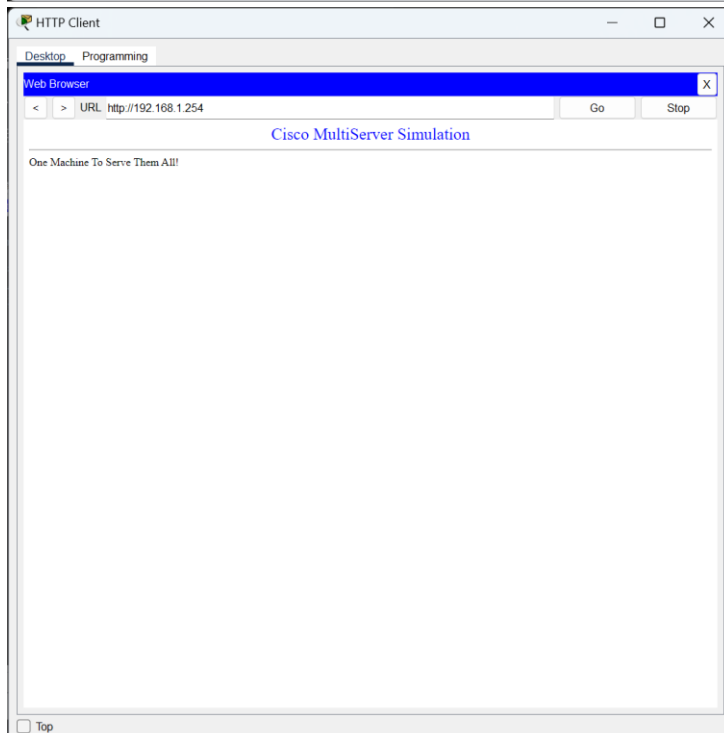 HTTP Client
Desktop Programming
Web Browser X
< > URL http://192.168.1.254 Go Stop
Cisco MultiServer Simulation
One Machine To Serve Them All!
Top